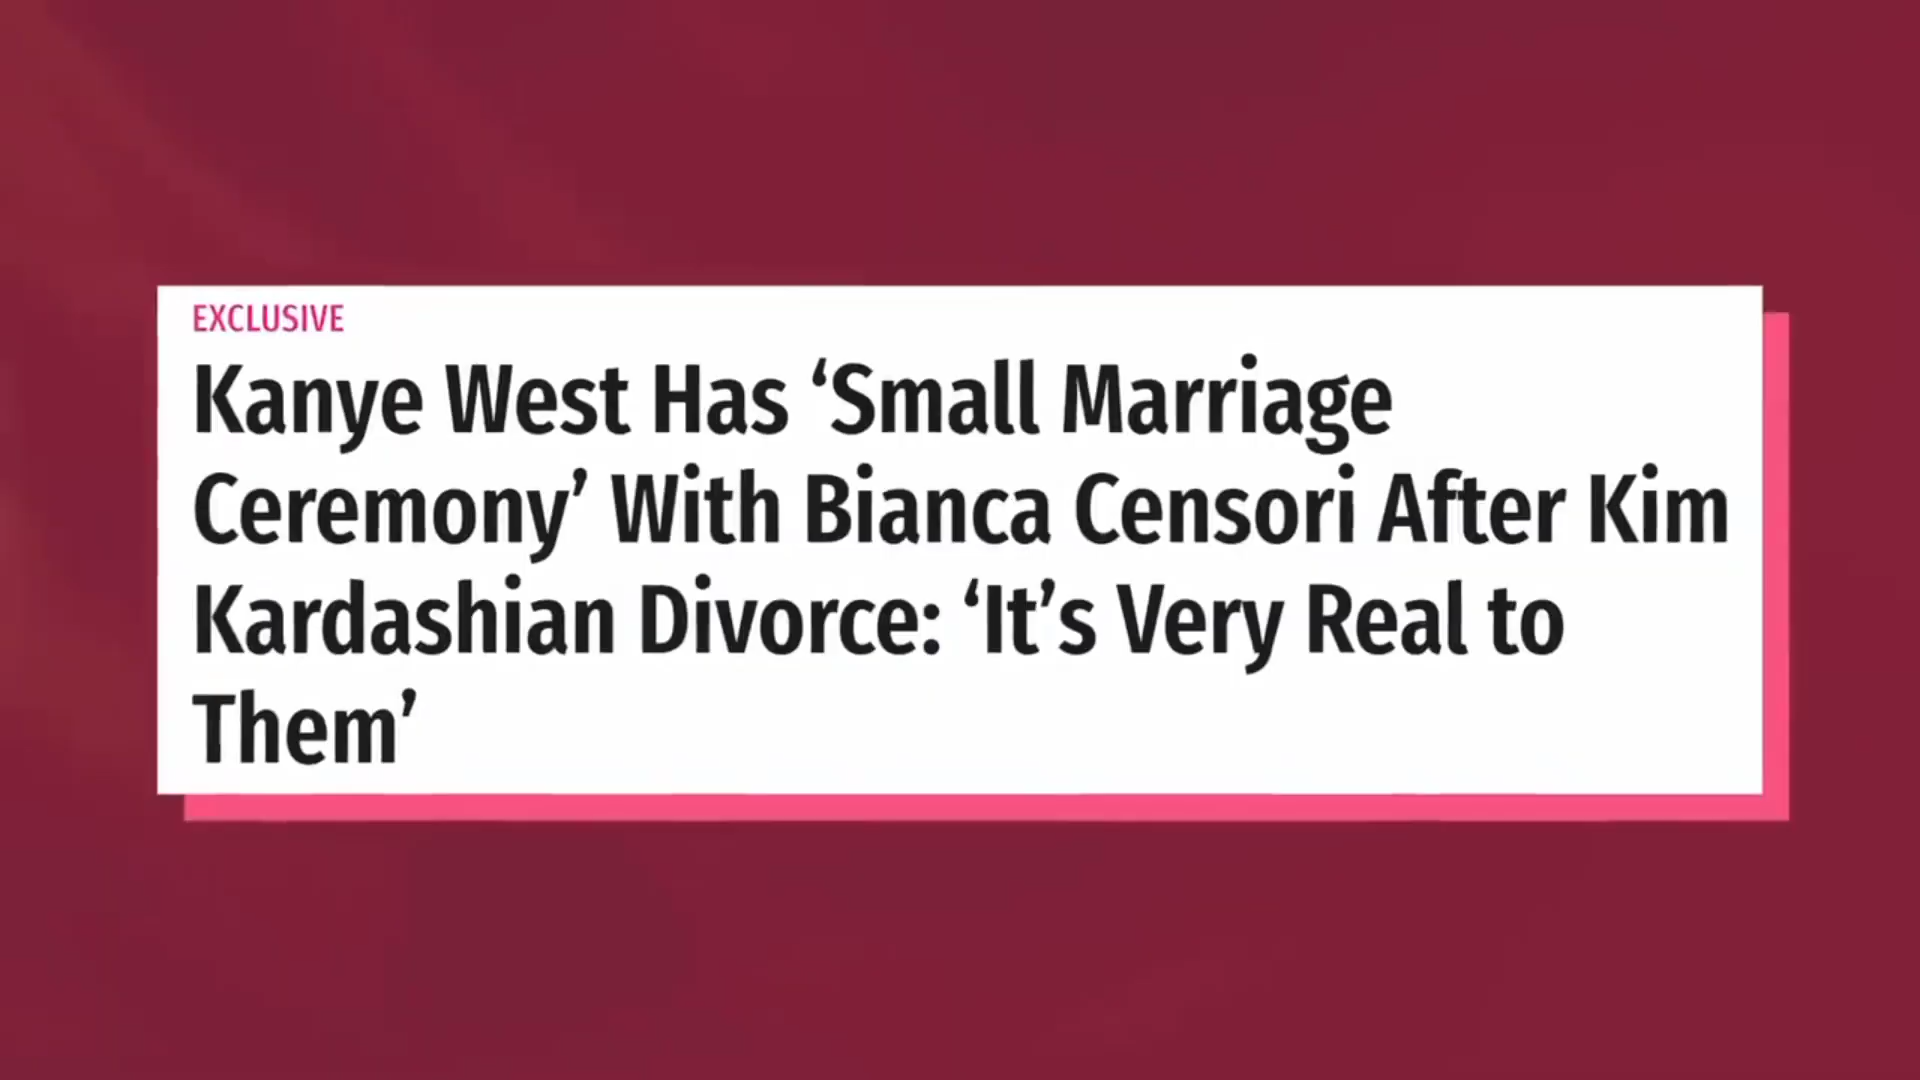 EXCLUSIVE
Kanye West Has ‘Small Marriage
Ceremony’ With Bianca Censori After Kim
Kardashian Divorce: ‘It’s Very Real to
Them’